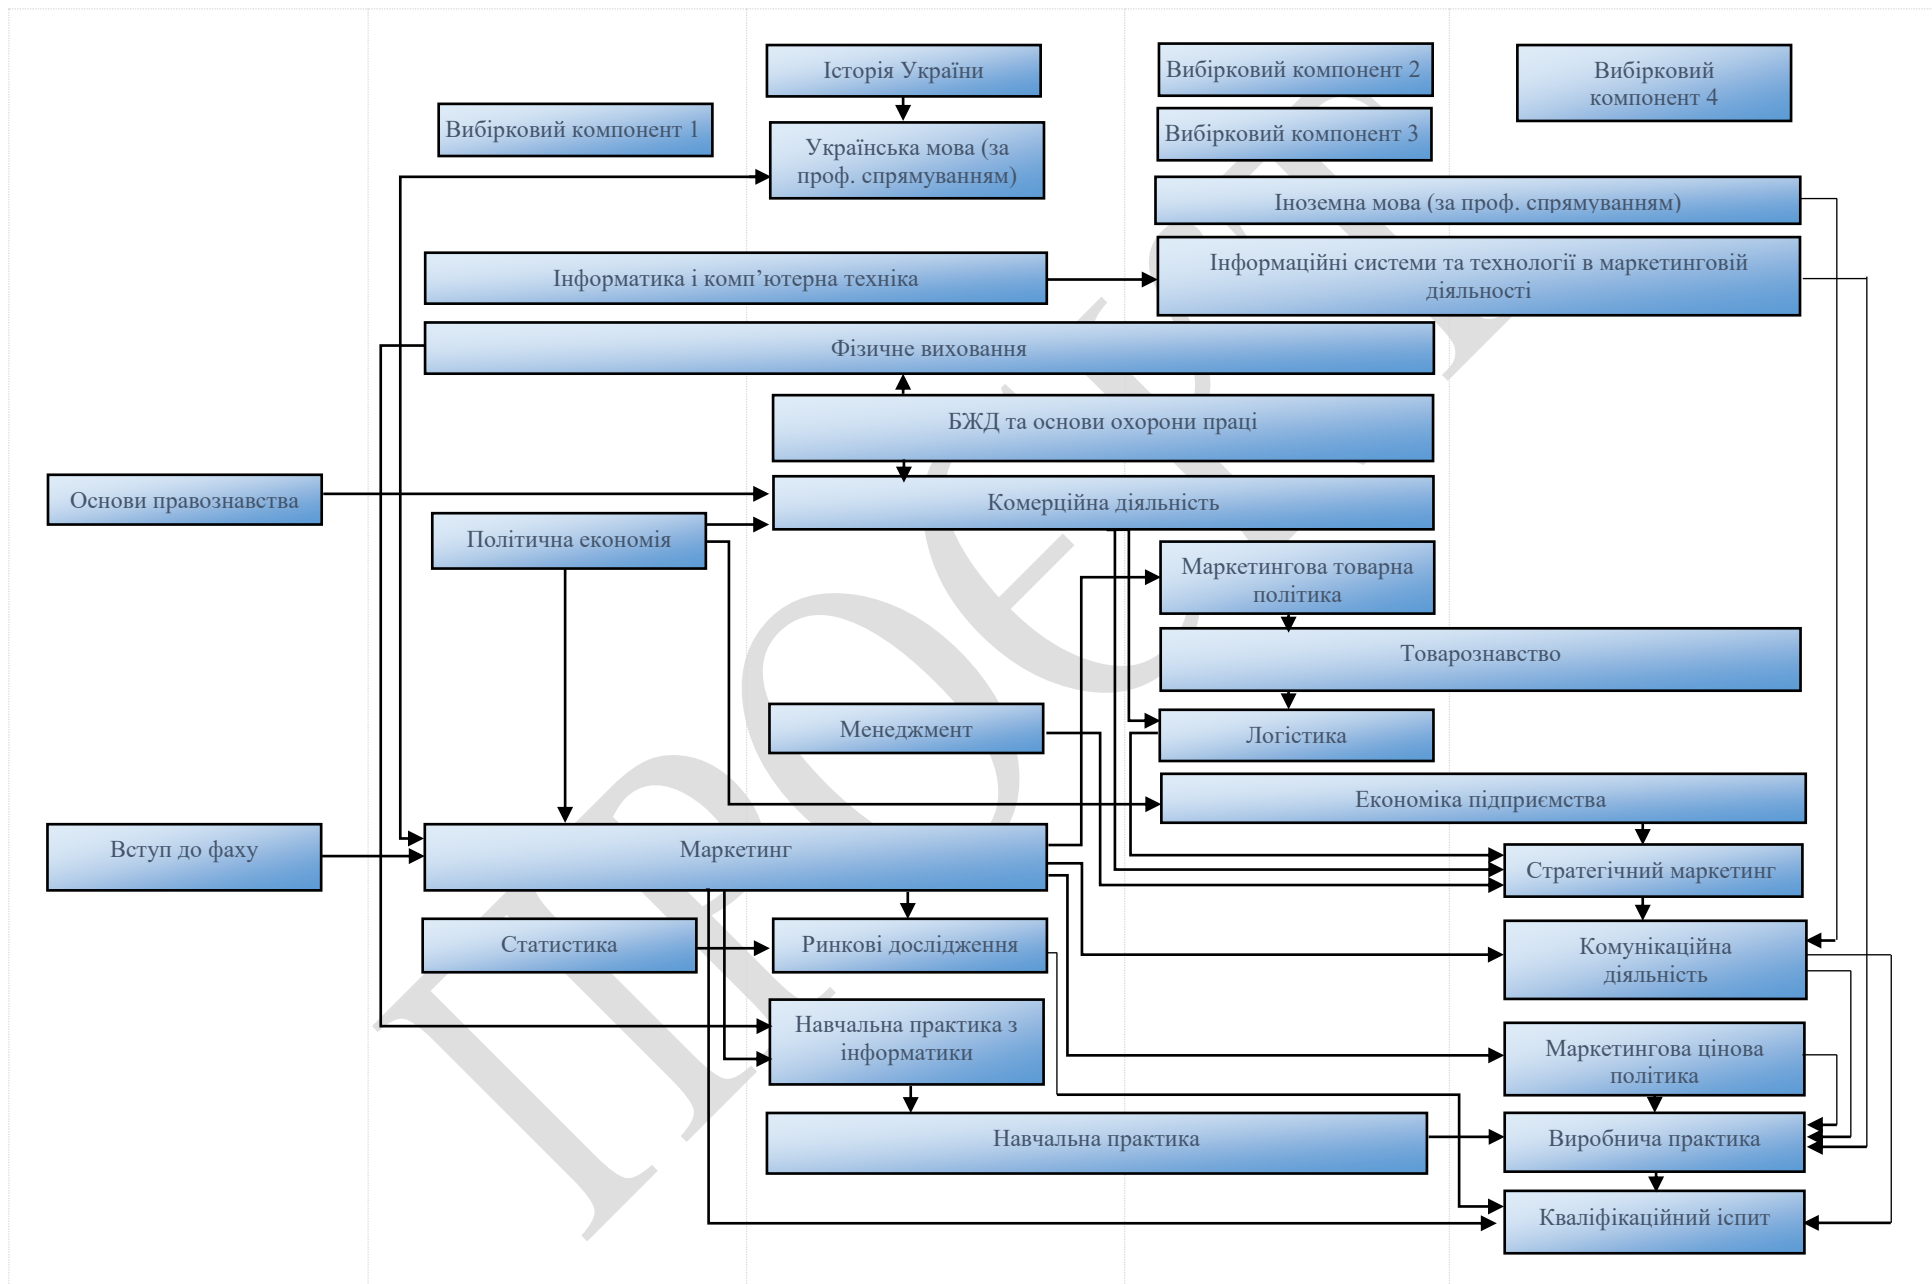 Історія України
Вибірковий компонент 2
Вибірковий
компонент 4
Вибірковий компонент 1
Вибірковий компонент 3
Українська мова (за
проф. спрямуванням)
Іноземна мова (за проф. спрямуванням)
Інформатика і комп’ютерна техніка
Інформаційні системи та технології в маркетинговій
діяльності
Фізичне виховання
БЖД та основи охорони праці
Основи правознавства
Комерційна діяльність
Політична економія
Маркетингова товарна
політика
Товарознавство
Менеджмент
Логістика
Економіка підприємства
Вступ до фаху
Маркетинг
Стратегічний маркетинг
Статистика
Ринкові дослідження
Комунікаційна
діяльність
Навчальна практика з
інформатики
Маркетингова цінова
політика
Навчальна практика
Виробнича практика
Кваліфікаційний іспит
Проект